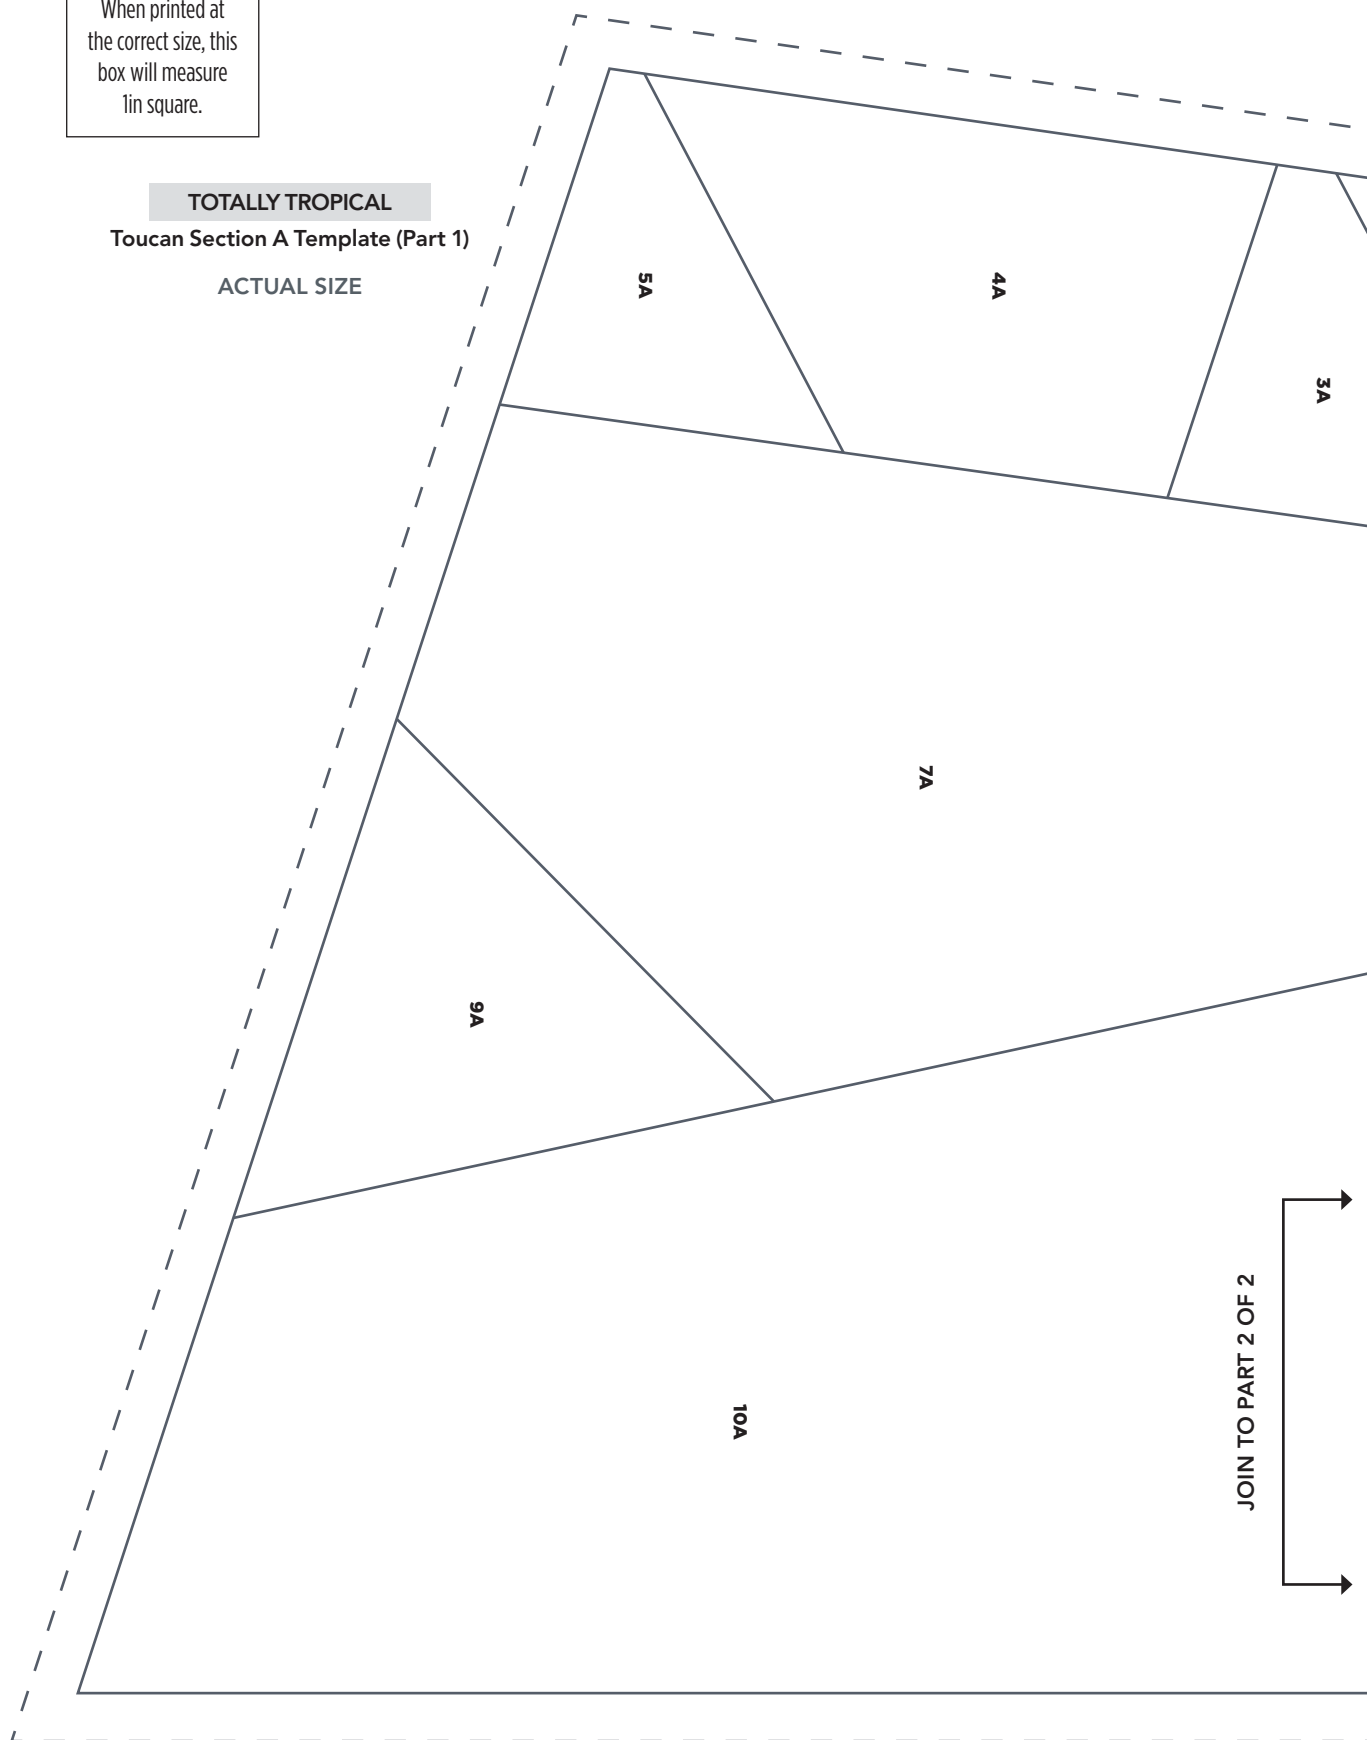 When printed at
the correct size, this
box will measure
1in square.
TOTALLY TROPICAL
Toucan Section A Template (Part 1)
ACTUAL SIZE
5A
4A
3A
7A
9A
10A
JOIN TO PART 2 OF 2